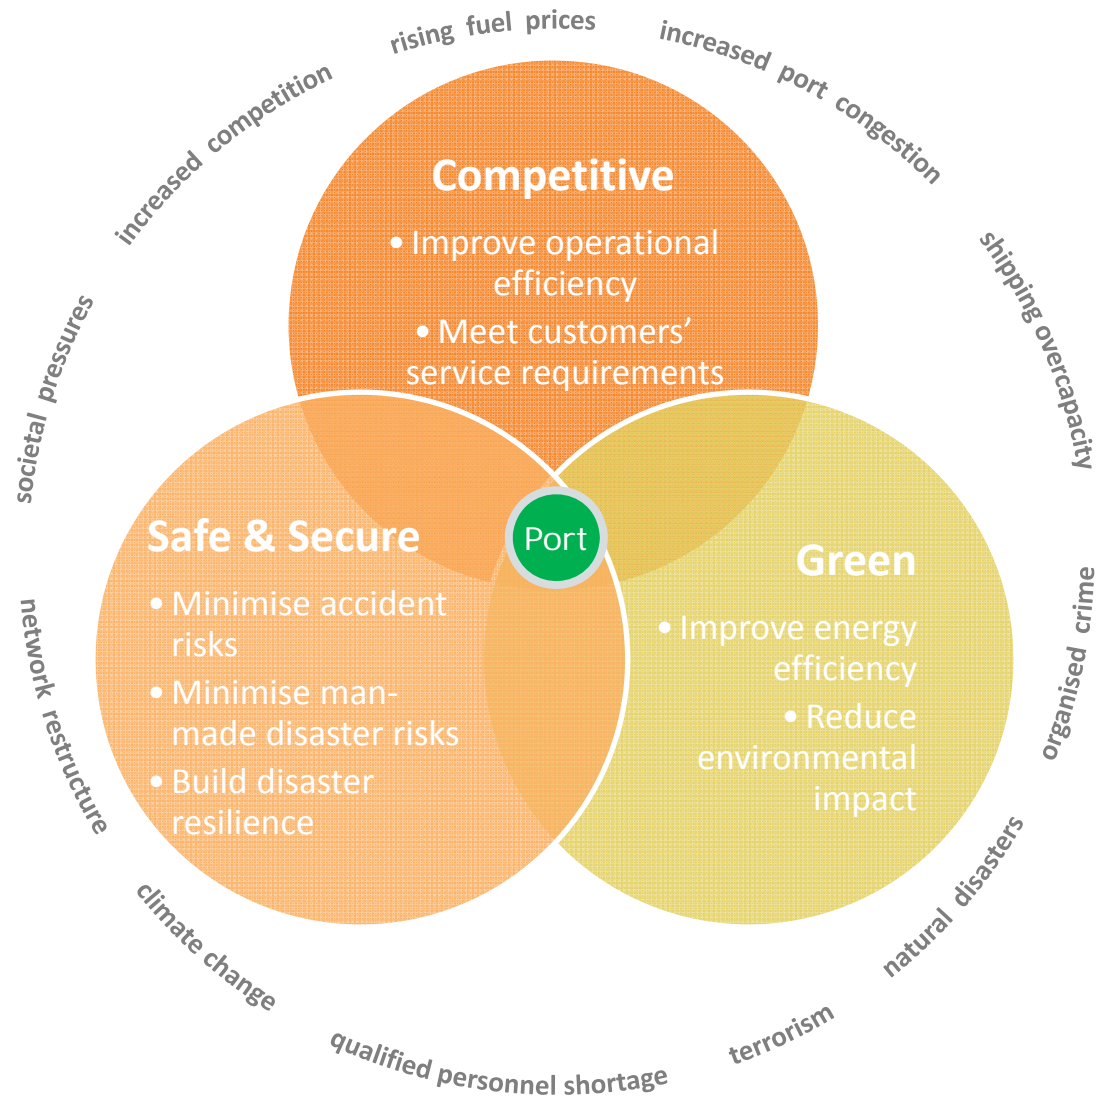 rising fuel prices
increased port congestion
increased competition
shipping overcapacity
societal pressures
Competitive
• Improve operational
efficiency
• Meet customers’
service requirements
Port
Safe & Secure
• Minimise accident
risks
• Minimise man-
made disaster risks
• Build disaster
resilience
Green
• Improve energy
efficiency
• Reduce
environmental
impact
organised crime
network restructure
natural disasters
climate change
terrorism
qualified personnel shortage